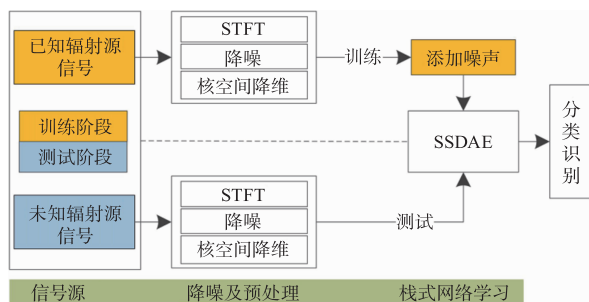 已知辐射源
信号
STFT
降噪
核空间降维
训练
添加噪声
训练阶段
测试阶段
SSDAE
分类识别
未知辐射源
信号
STFT
降噪
核空间降维
测试
信号源
降噪及预处理
栈式网络学习